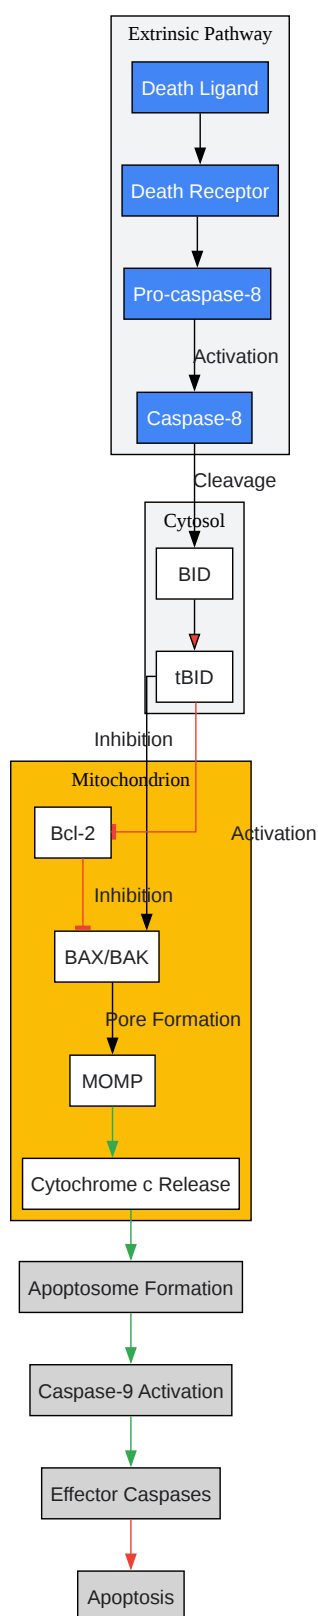 Extrinsic Pathway
Death Ligand
Death Receptor
Pro-caspase-8
Activation
Caspase-8
Cleavage
Cytosol
BID
tBID
Inhibition
Mitochondrion
Bcl-2
Activation
Inhibition
BAX/BAK
Pore Formation
MOMP
Cytochrome c Release
Apoptosome Formation
Caspase-9 Activation
Effector Caspases
Apoptosis